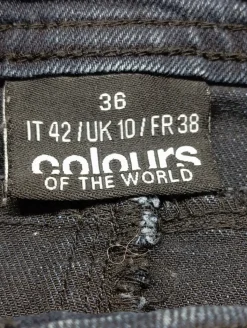 36
IT 42 / UK 10 / FR 38
colours
OF THE WORLD